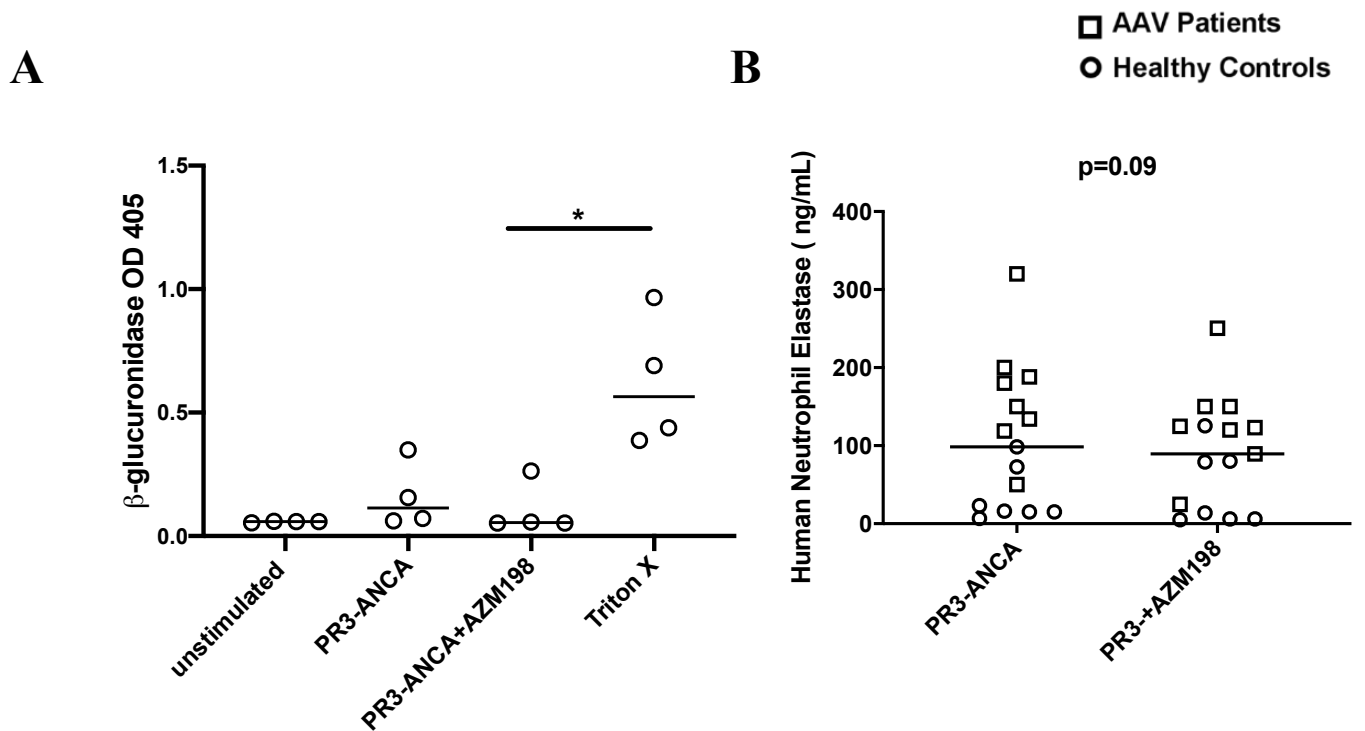 A
β-glucuronidase OD 405
1.5
1.0
0.5
0.0
*
unstimulated
PR3-ANCA
PR3-ANCA+AZM198
Triton X
B
AAV Patients
Healthy Controls
p=0.09
Human Neutrophil Elastase ( ng/mL)
400
300
200
100
0
PR3-ANCA
PR3-+AZM198